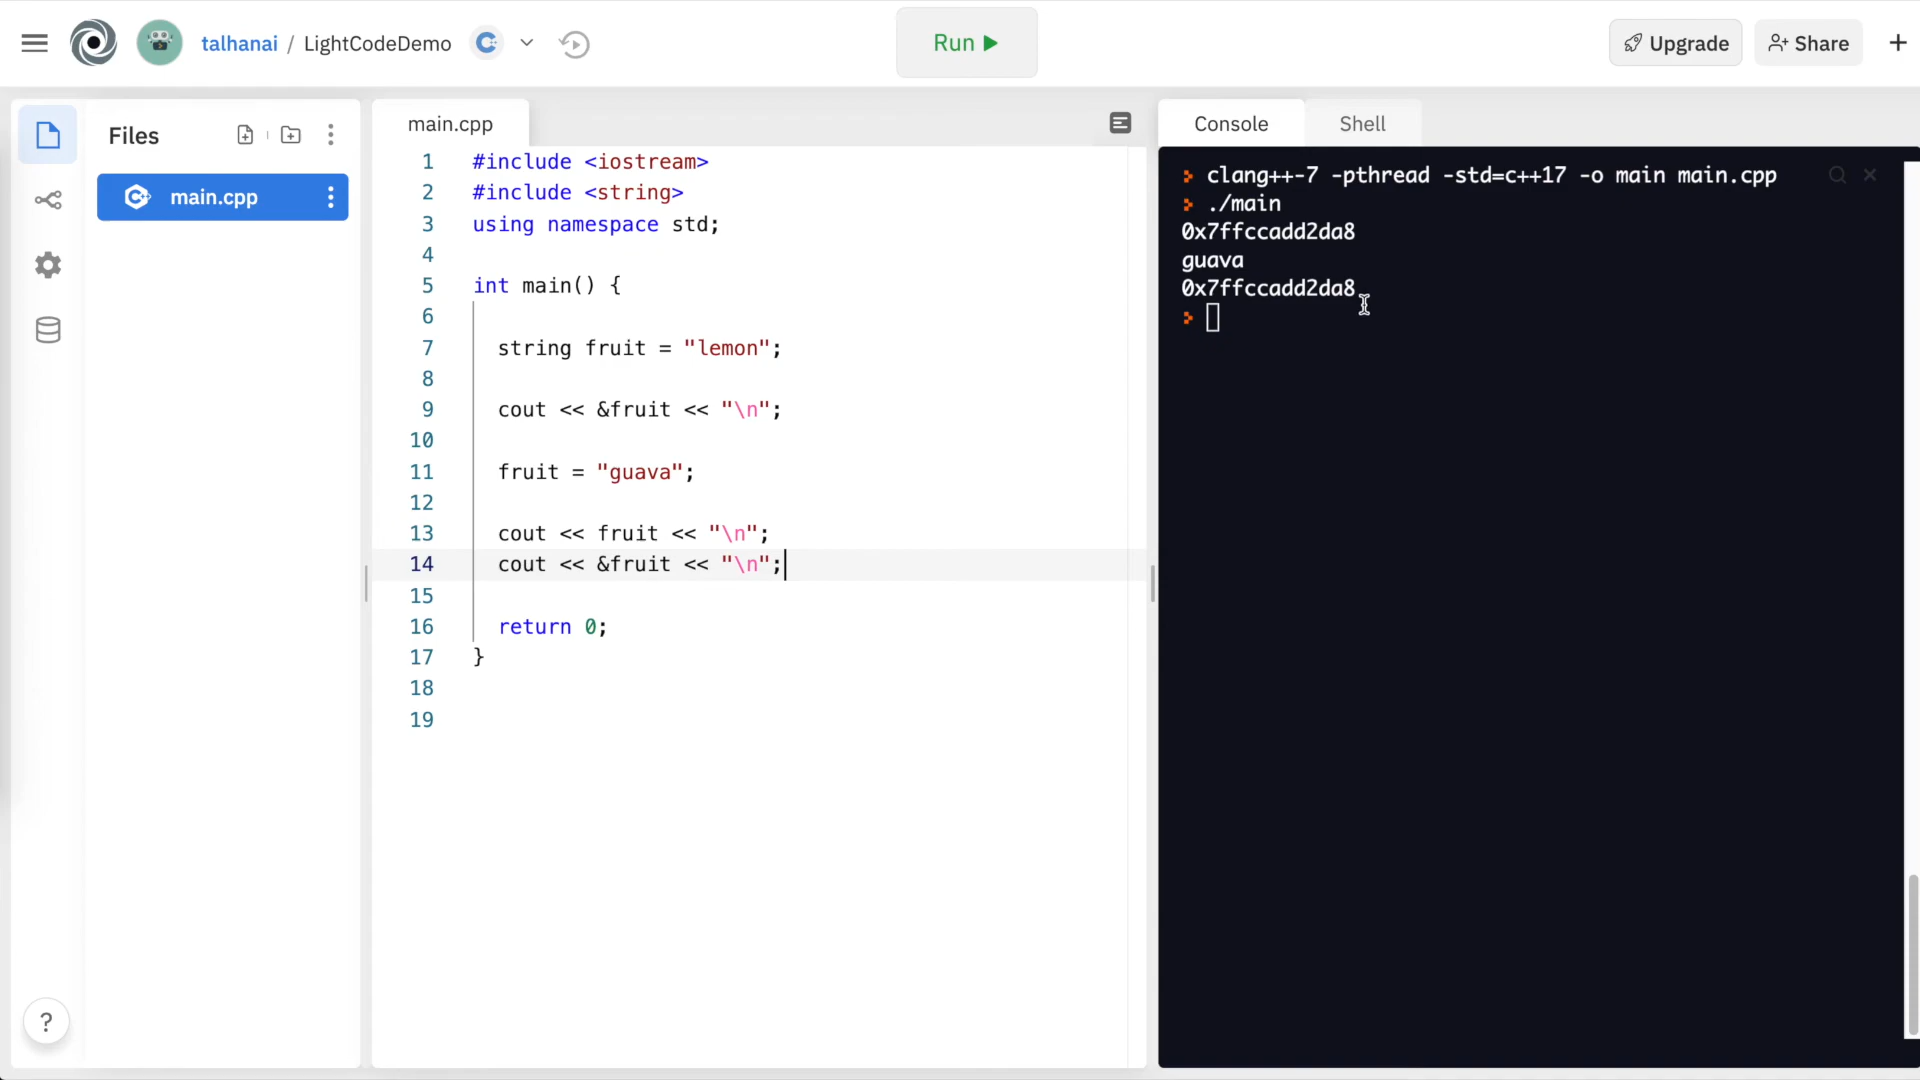 talhanai / LightCodeDemo
Run
Upgrade
Share
Files
main.cpp
main.cpp
1 #include <iostream>
2 #include <string>
3 using namespace std;
4
5 int main() {
6
7 string fruit = "lemon";
8
9 cout << &fruit << "\n";
10
11 fruit = "guava";
12
13 cout << fruit << "\n";
14 cout << &fruit << "\n";
15
16 return 0;
17 }
18
19
Console Shell
clang++-7 -pthread -std=c++17 -o main main.cpp
./main
0x7ffccadd2da8
guava
0x7ffccadd2da8
?